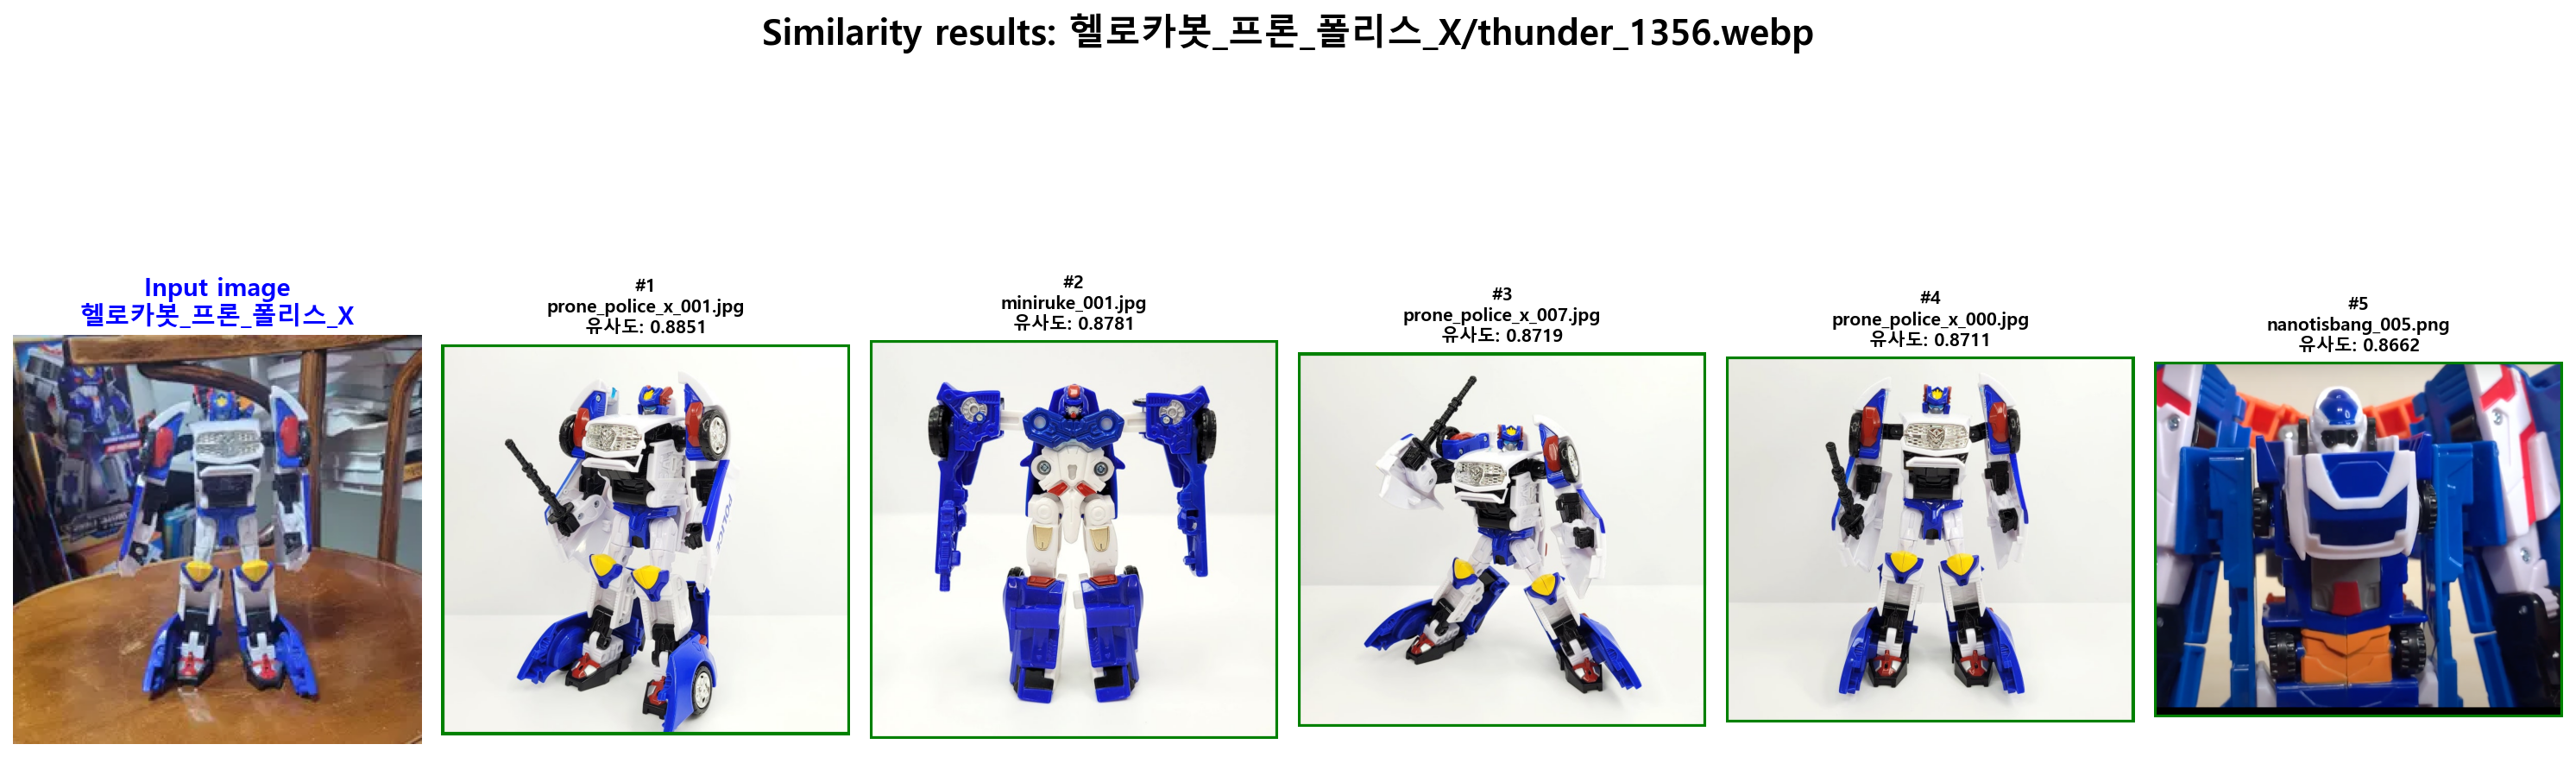 Similarity results: 헬로카봇_프론_폴리스_X/thunder_1356.webp
Input image
헬로카봇_프론_폴리스_X
#1
prone_police_x_001.jpg
유사도: 0.8851
#2
miniruke_001.jpg
유사도: 0.8781
#3
prone_police_x_007.jpg
유사도: 0.8719
#4
prone_police_x_000.jpg
유사도: 0.8711
#5
nanotisbang_005.png
유사도: 0.8662
POLICE